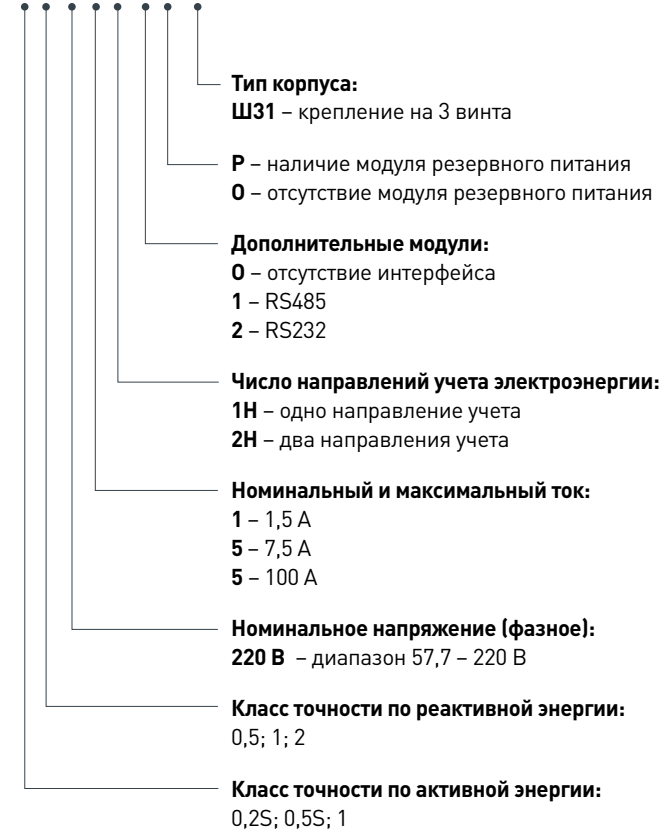 Тип корпуса:
Ш31 – крепление на 3 винта
Р – наличие модуля резервного питания
О – отсутствие модуля резервного питания
Дополнительные модули:
О – отсутствие интерфейса
1 – RS485
2 – RS232
Число направлений учета электроэнергии:
1Н – одно направление учета
2Н – два направления учета
Номинальный и максимальный ток:
1 – 1,5 А
5 – 7,5 А
5 – 100 А
Номинальное напряжение (фазное):
220 В – диапазон 57,7 – 220 В
Класс точности по реактивной энергии:
0,5; 1; 2
Класс точности по активной энергии:
0,2S; 0,5S; 1